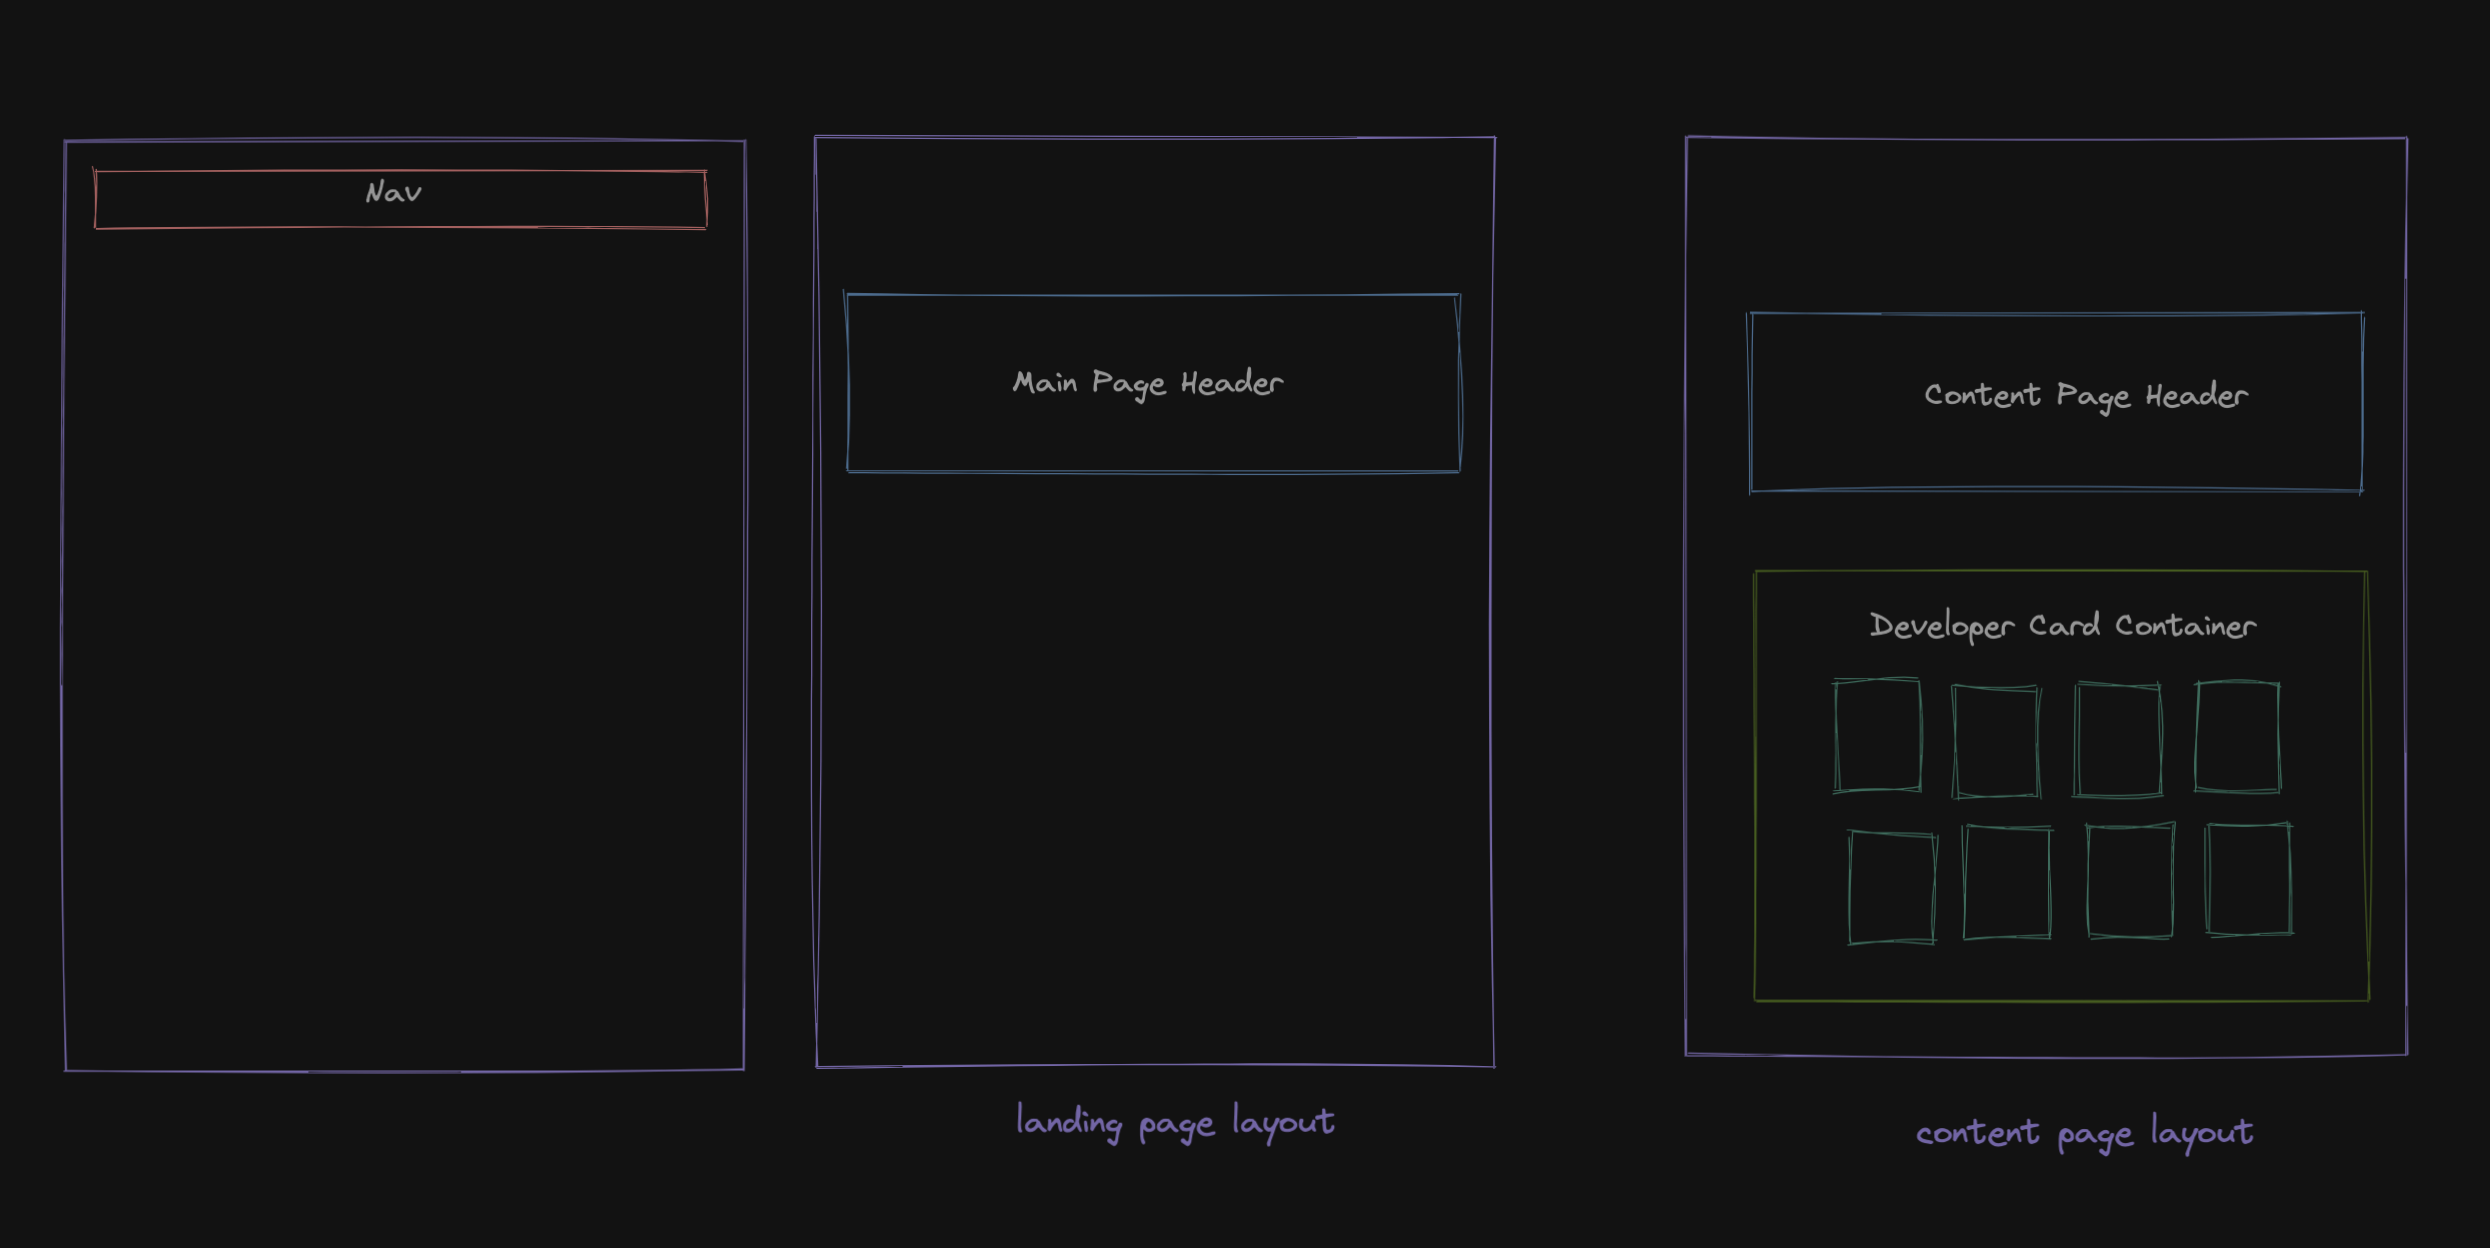 Nav
Main Page Header
Content Page Header
Developer Card Container
landing page layout
content page layout